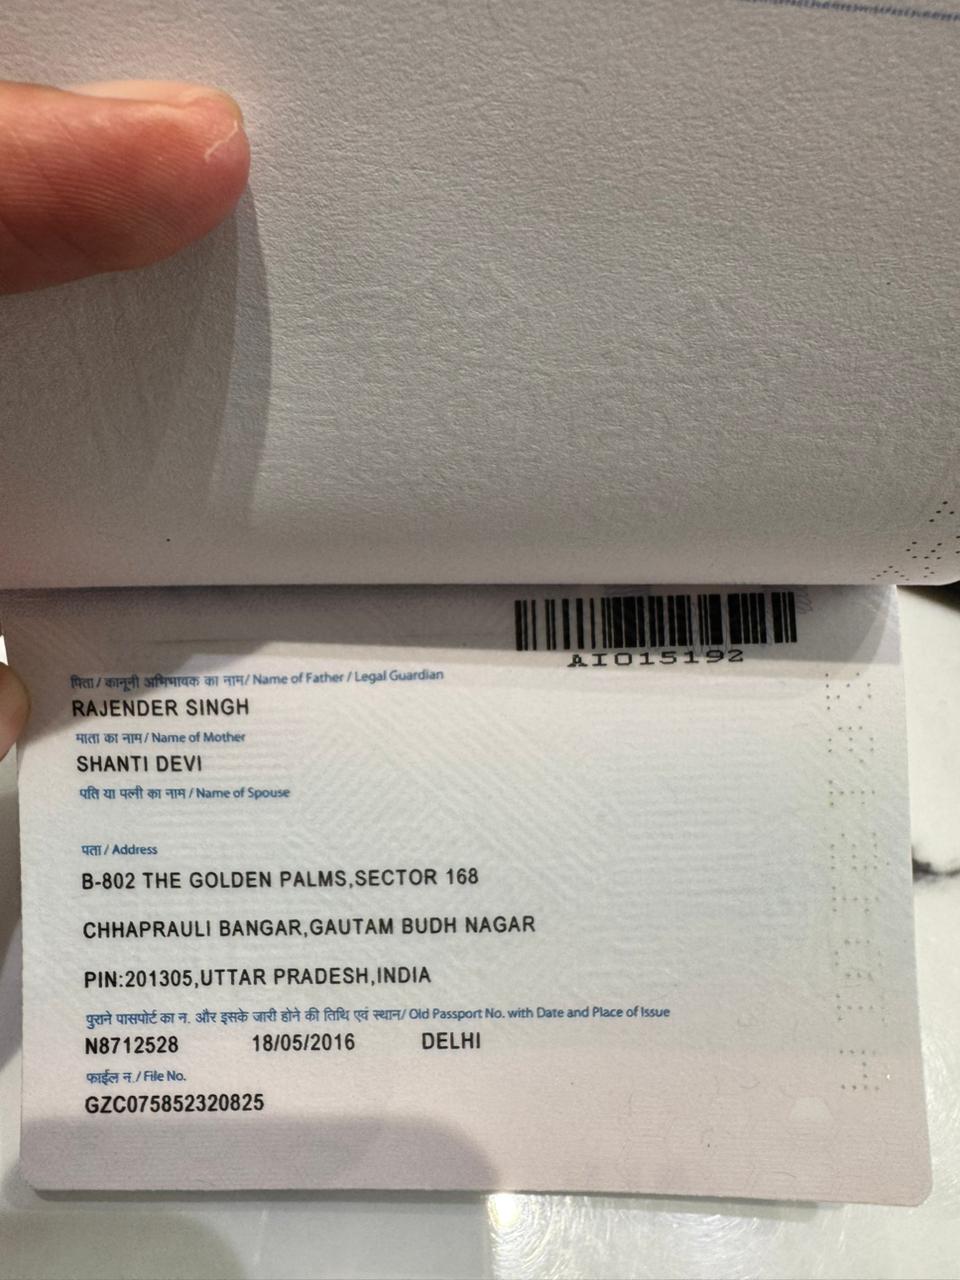 AI015192
पिता / कानूनी अभिभावक का नाम/ Name of Father / Legal Guardian
RAJENDER SINGH
माता का नाम / Name of Mother
SHANTI DEVI
पति या पत्नी का नाम / Name of Spouse
पता / Address
B-802 THE GOLDEN PALMS,SECTOR 168
CHHAPRAULI BANGAR,GAUTAM BUDH NAGAR
PIN:201305,UTTAR PRADESH,INDIA
पुराने पासपोर्ट का न. और इसके जारी होने की तिथि एवं स्थान/ Old Passport No. with Date and Place of Issue
N8712528 18/05/2016 DELHI
फाईल न./ File No.
GZC075852320825